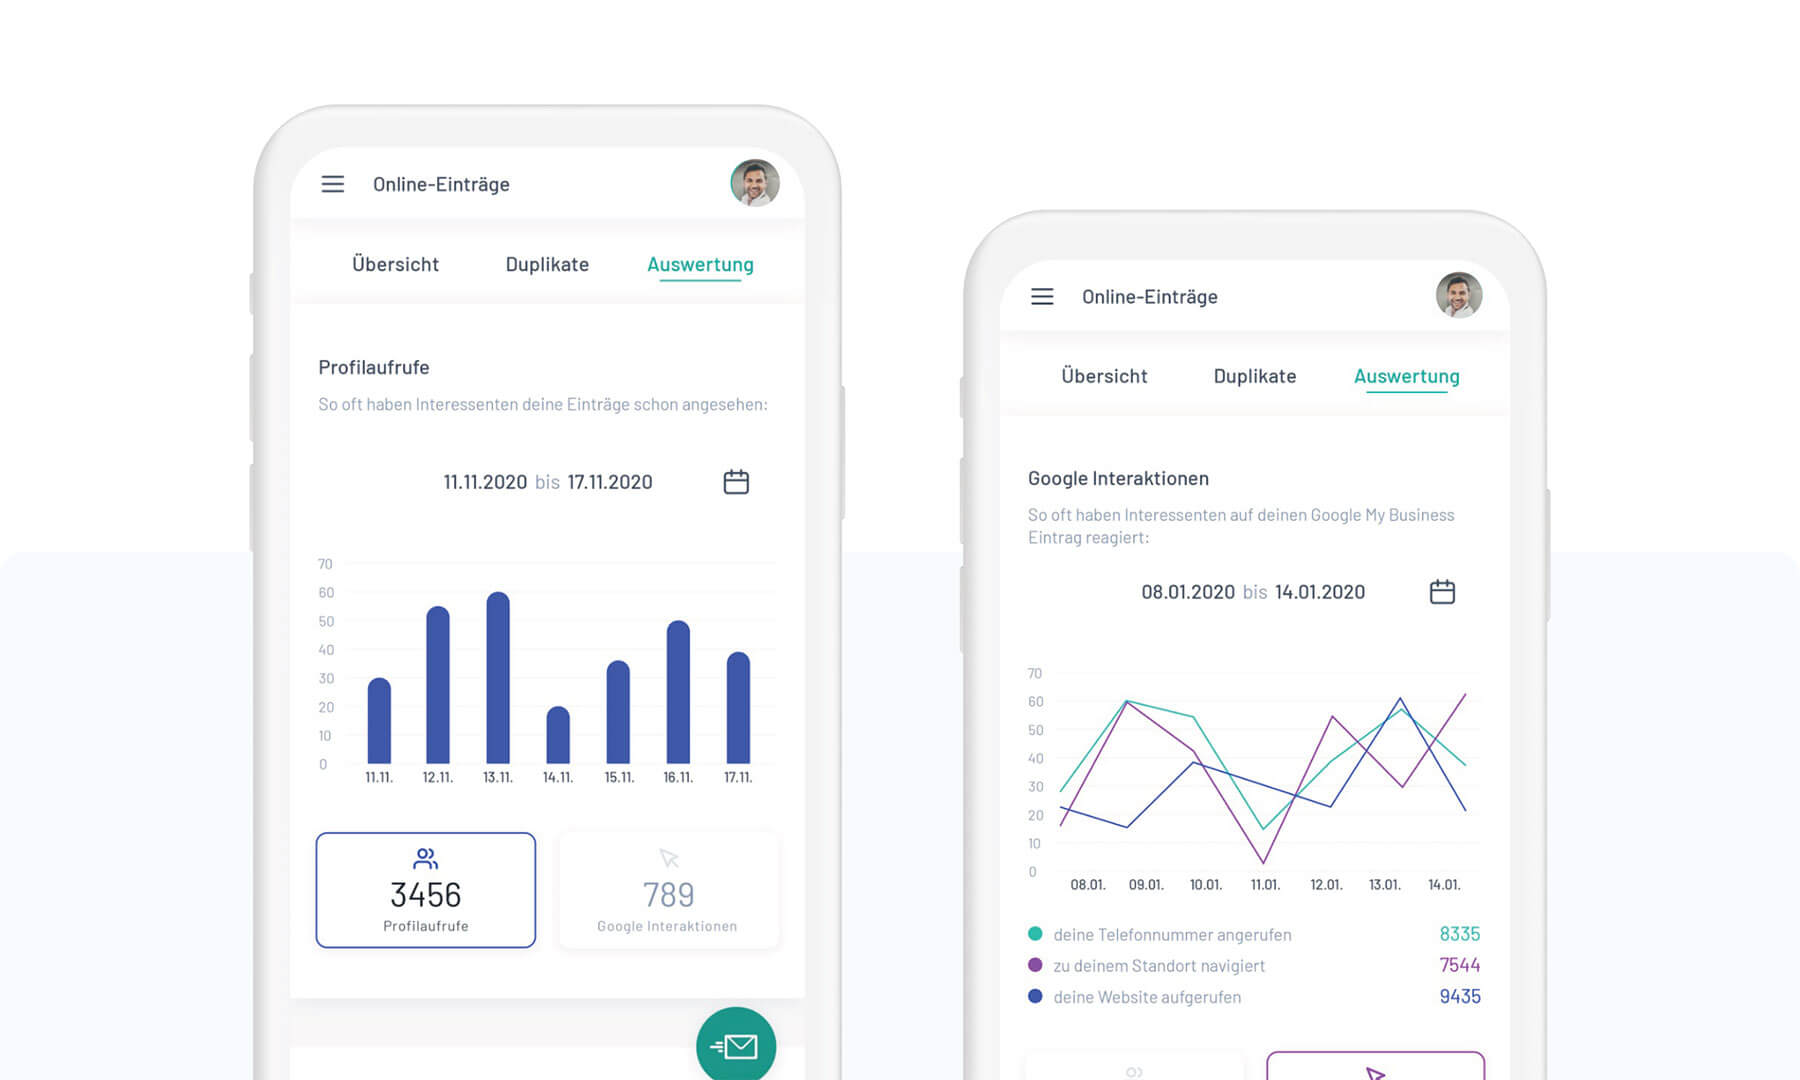 Online-Einträge
Übersicht Duplikate Auswertung
Profilaufrufe
So oft haben Interessenten deine Einträge schon angesehen:
11.11.2020 bis 17.11.2020
70
60
50
40
30
20
10
0
11.11. 12.11. 13.11. 14.11. 15.11. 16.11. 17.11.
3456
Profilaufrufe
789
Google Interaktionen
Online-Einträge
Übersicht Duplikate Auswertung
Google Interaktionen
So oft haben Interessenten auf deinen Google My Business
Eintrag reagiert:
08.01.2020 bis 14.01.2020
70
60
50
40
30
20
10
0
08.01. 09.01. 10.01. 11.01. 12.01. 13.01. 14.01.
deine Telefonnummer angerufen 8335
zu deinem Standort navigiert 7544
deine Website aufgerufen 9435